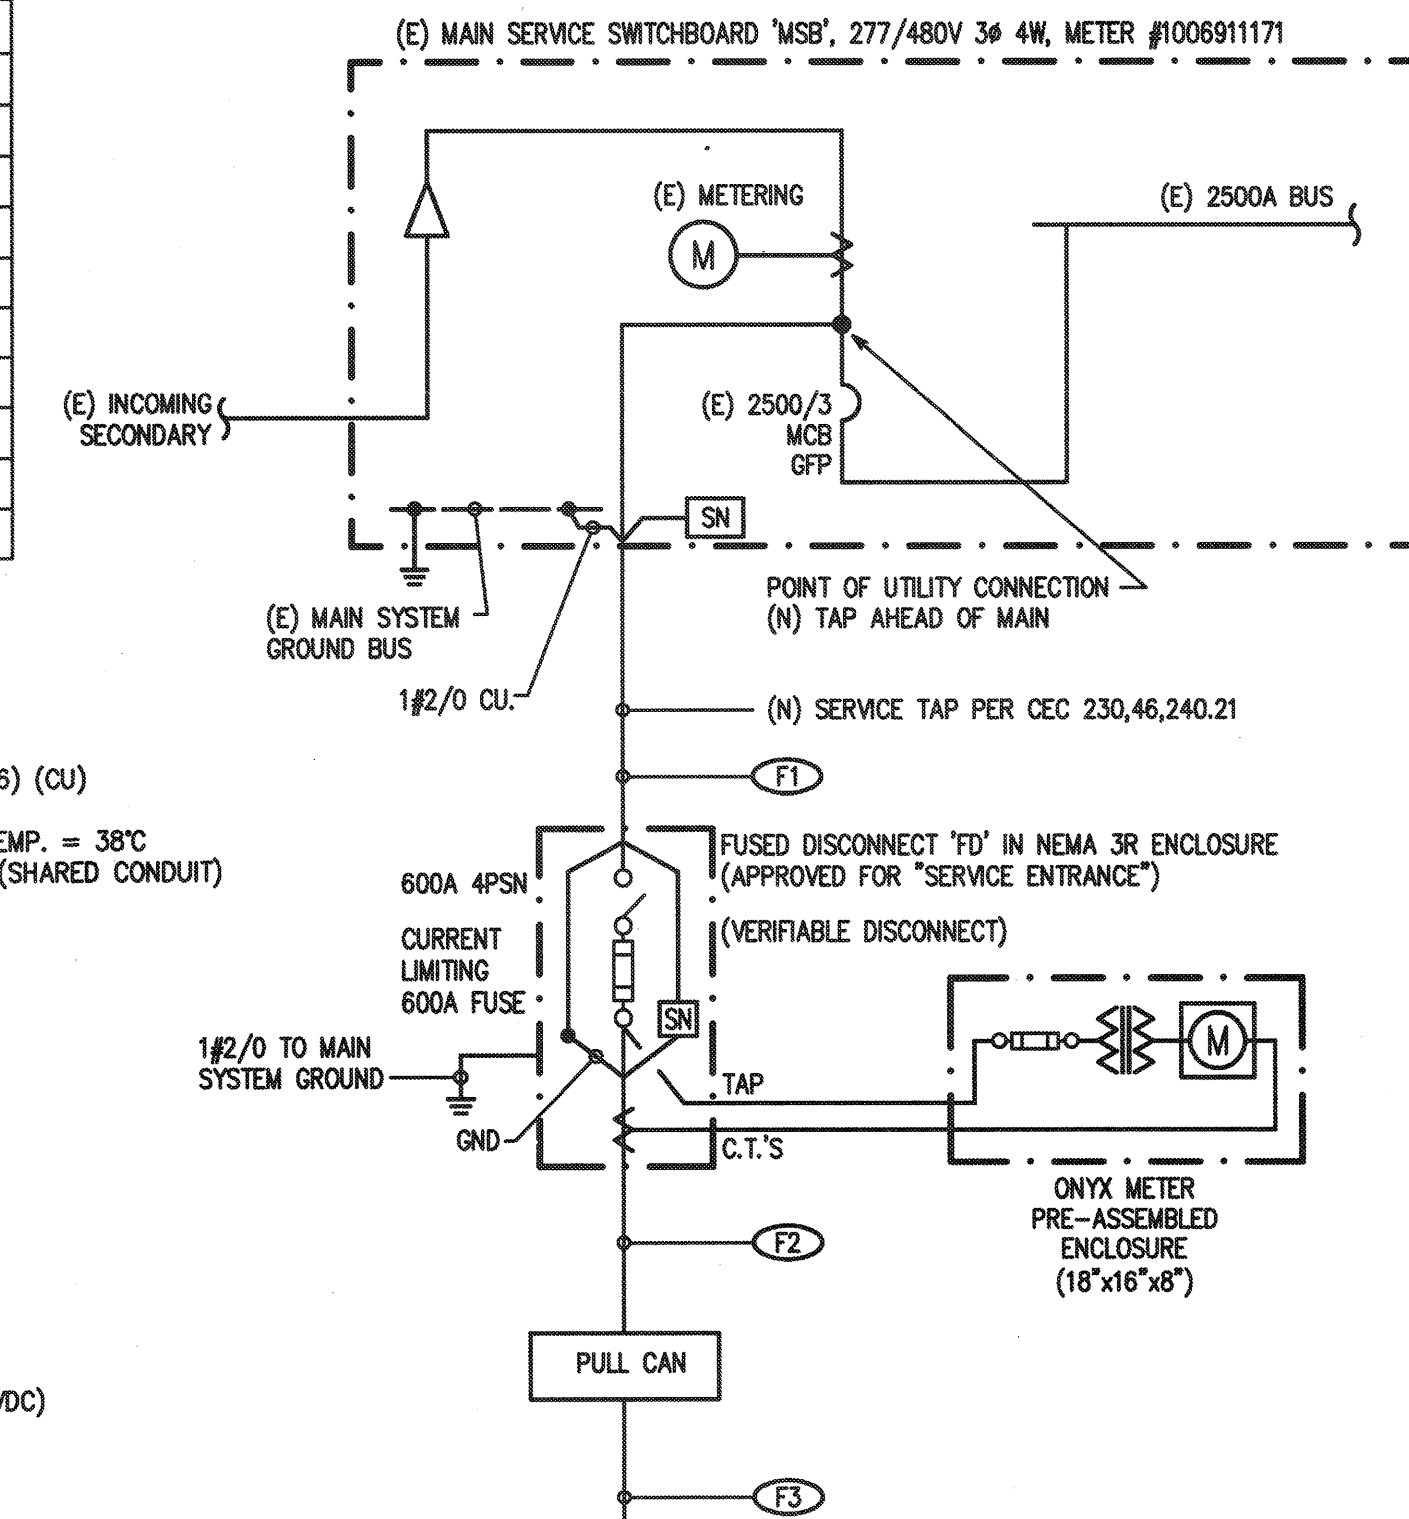 (E) MAIN SERVICE SWITCHBOARD 'MSB', 277/480V 3ø 4W, METER #1006911171
(E) METERING
M
(E) 2500A BUS
(E) INCOMING
SECONDARY
(E) 2500/3
MCB
GFP
SN
POINT OF UTILITY CONNECTION
(N) TAP AHEAD OF MAIN
(E) MAIN SYSTEM
GROUND BUS
1#2/0 CU.
(N) SERVICE TAP PER CEC 230,46,240.21
F1
6) (CU)
EMP. = 38°C
(SHARED CONDUIT)
FUSED DISCONNECT 'FD' IN NEMA 3R ENCLOSURE
(APPROVED FOR "SERVICE ENTRANCE")
(VERIFIABLE DISCONNECT)
600A 4PSN
CURRENT
LIMITING
600A FUSE
SN
1#2/0 TO MAIN
SYSTEM GROUND
GND
TAP
C.T.'S
M
ONYX METER
PRE-ASSEMBLED
ENCLOSURE
(18"x16"x8")
F2
PULL CAN
VDC)
F3